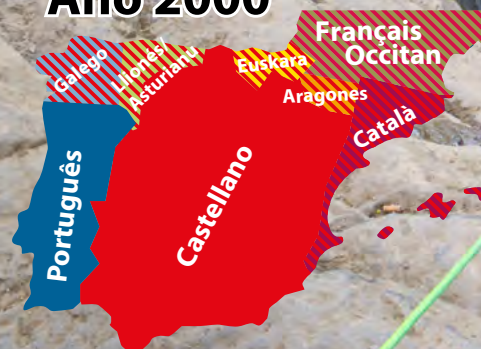 Año 2000
Français
Occitan
Galego
Llionés/
Asturianu
Euskara
Aragones
Català
Castellano
Português